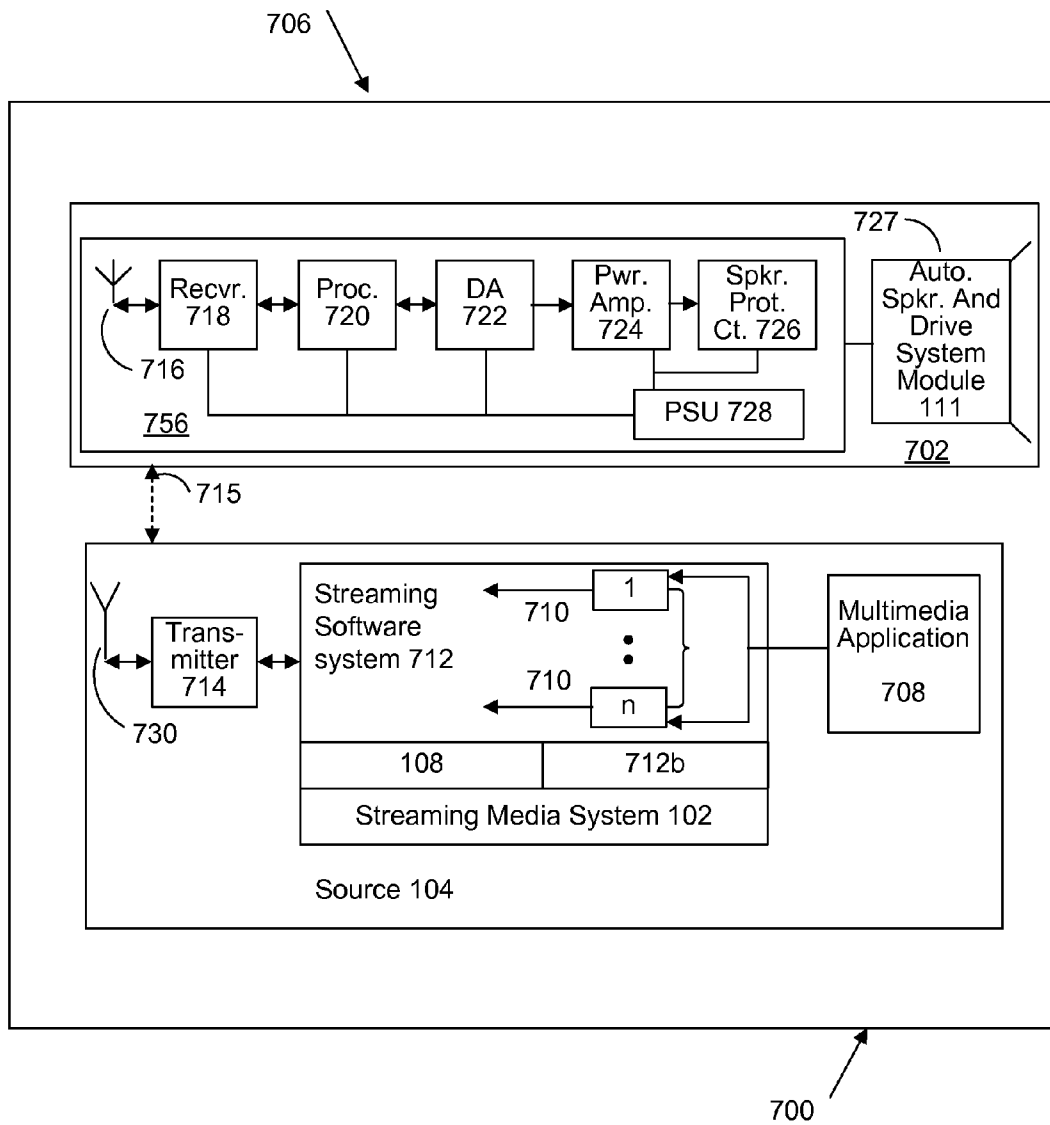 706
727
Recvr.
718
Proc.
720
DA
722
Pwr.
Amp.
724
Spkr.
Prot.
Ct. 726
Auto.
Spkr. And
Drive
System
Module
111
716
756
PSU 728
702
715
Streaming
Software
system 712
710
1
710
n
Trans-
mitter
714
730
Multimedia
Application
708
108
712b
Streaming Media System 102
Source 104
700